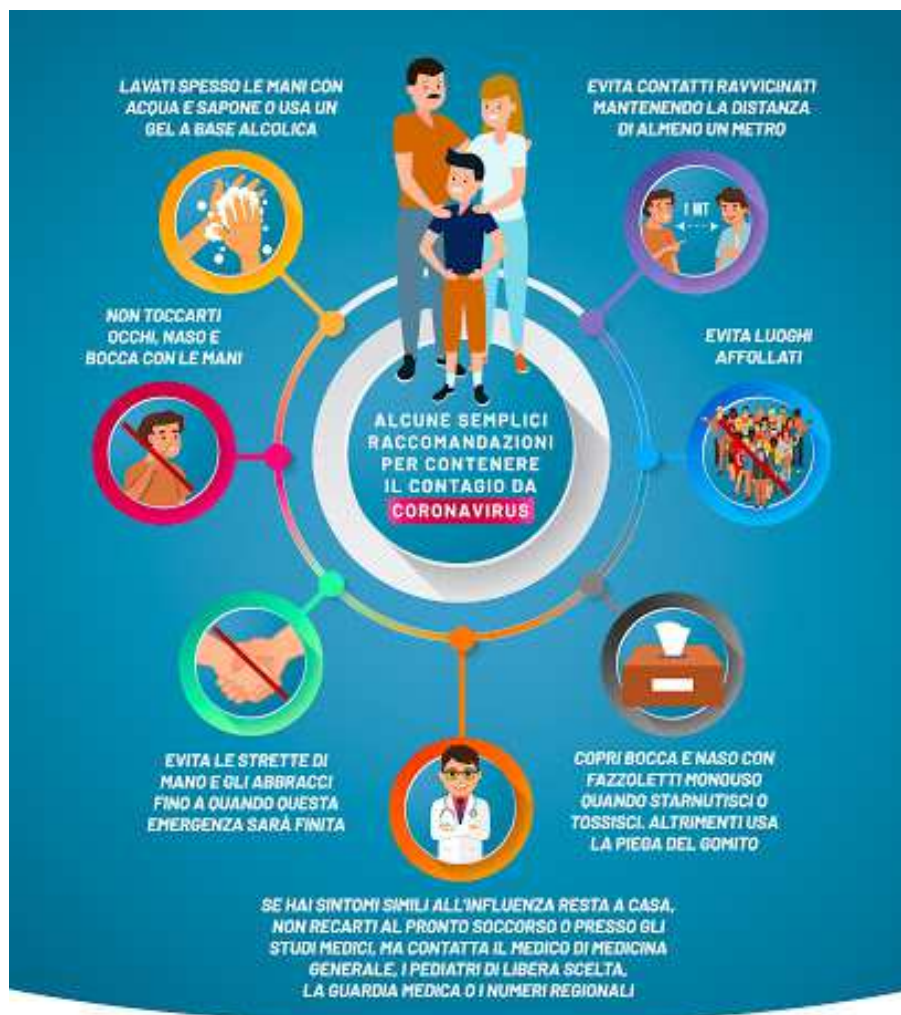 LAVATI SPESSO LE MANI CON
ACQUA E SAPONE O USA UN
GEL A BASE ALCOLICA
EVITA CONTATTI RAVVICINATI
MANTENENDO LA DISTANZA
DI ALMENO UN METRO
1 MT
NON TOCCARTI
OCCHI, NASO E
BOCCA CON LE MANI
EVITA LUOGHI
AFFOLLATI
ALCUNE SEMPLICI
RACCOMANDAZIONI
PER CONTENERE
IL CONTAGIO DA
CORONAVIRUS
EVITA LE STRETTE DI
MANO E GLI ABBRACCI
FINO A QUANDO QUESTA
EMERGENZA SARÀ FINITA
COPRI BOCCA E NASO CON
FAZZOLETTI MONOUSO
QUANDO STARNUTISCI O
TOSSISCI. ALTRIMENTI USA
LA PIEGA DEL GOMITO
SE HAI SINTOMI SIMILI ALL'INFLUENZA RESTA A CASA,
NON RECARTI AL PRONTO SOCCORSO O PRESSO GLI
STUDI MEDICI, MA CONTATTA IL MEDICO DI MEDICINA
GENERALE, I PEDIATRI DI LIBERA SCELTA,
LA GUARDIA MEDICA O I NUMERI REGIONALI